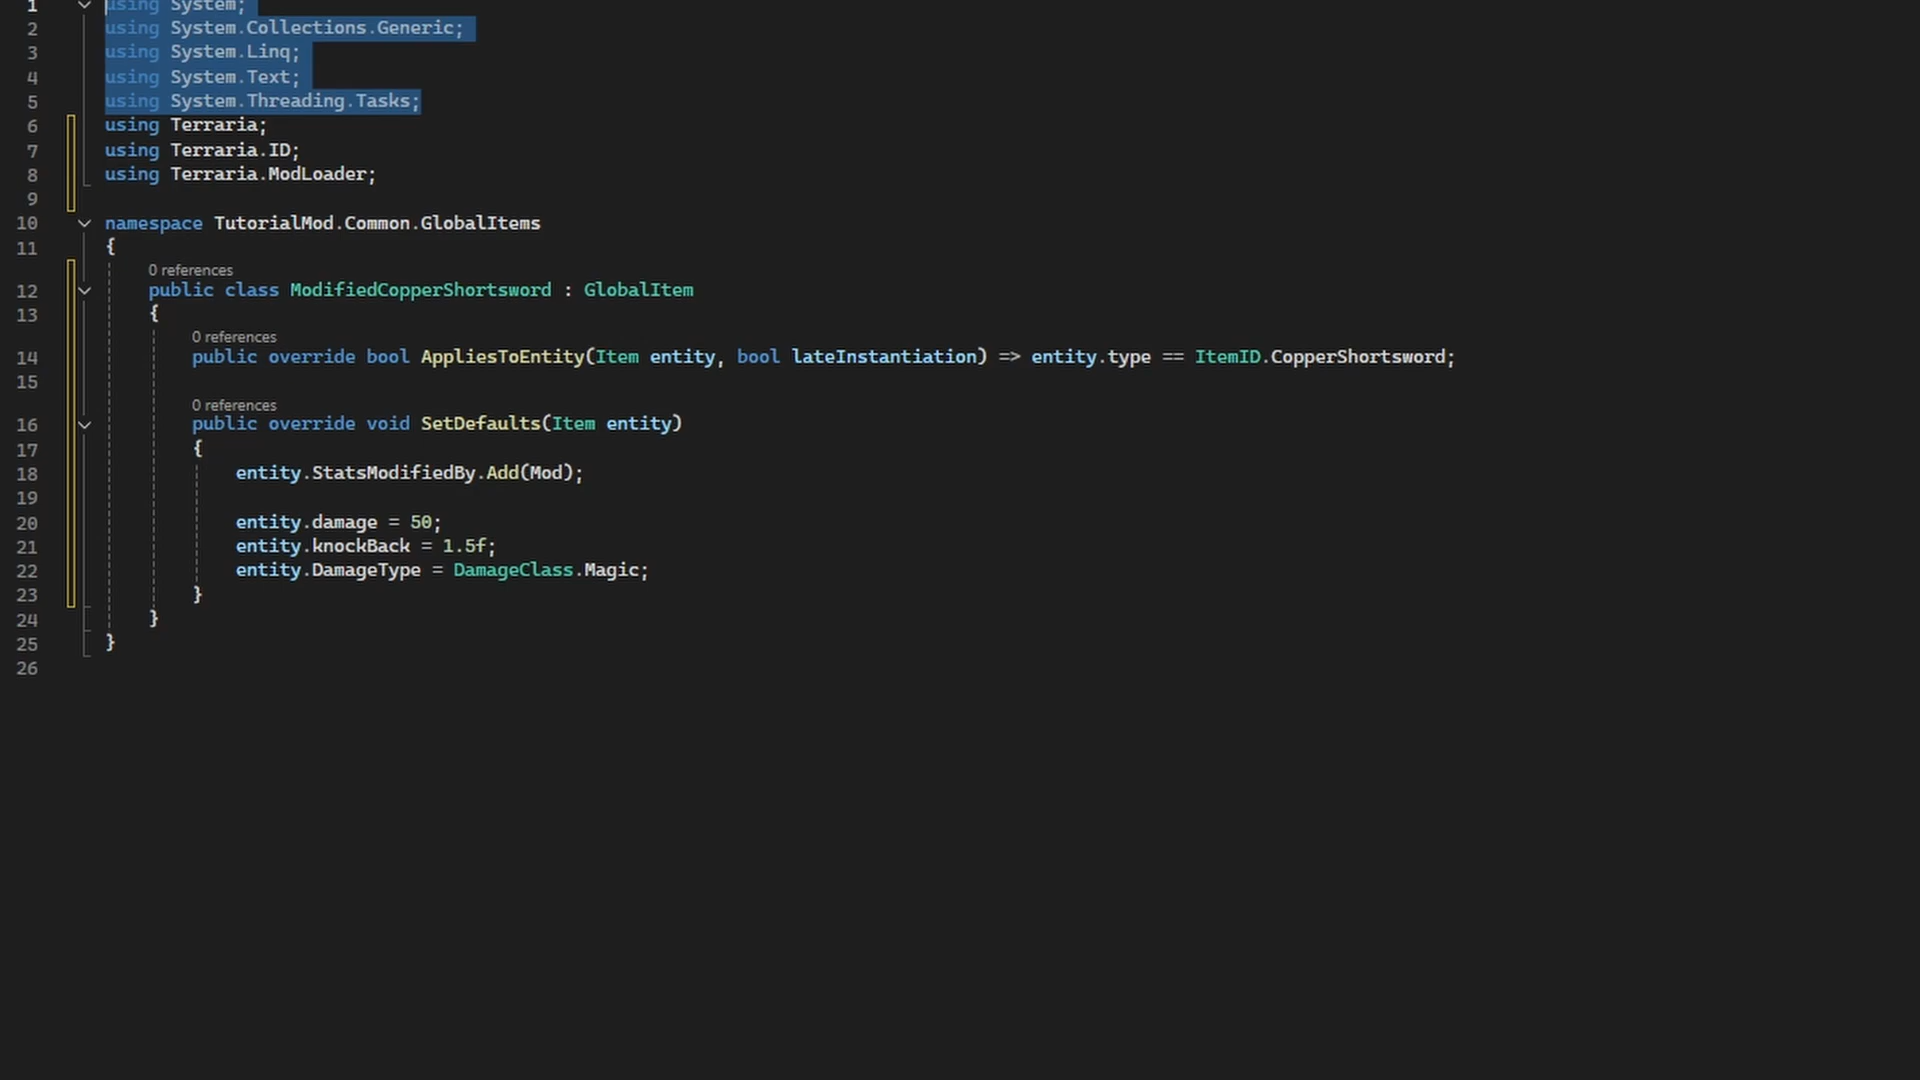 1 using System;
2 using System.Collections.Generic;
3 using System.Linq;
4 using System.Text;
5 using System.Threading.Tasks;
6 using Terraria;
7 using Terraria.ID;
8 using Terraria.ModLoader;
9
10 namespace TutorialMod.Common.GlobalItems
11 {
0 references
12 public class ModifiedCopperShortsword : GlobalItem
13 {
0 references
14 public override bool AppliesToEntity(Item entity, bool lateInstantiation) => entity.type == ItemID.CopperShortsword;
15
0 references
16 public override void SetDefaults(Item entity)
17 {
18 entity.StatsModifiedBy.Add(Mod);
19
20 entity.damage = 50;
21 entity.knockBack = 1.5f;
22 entity.DamageType = DamageClass.Magic;
23 }
24 }
25 }
26